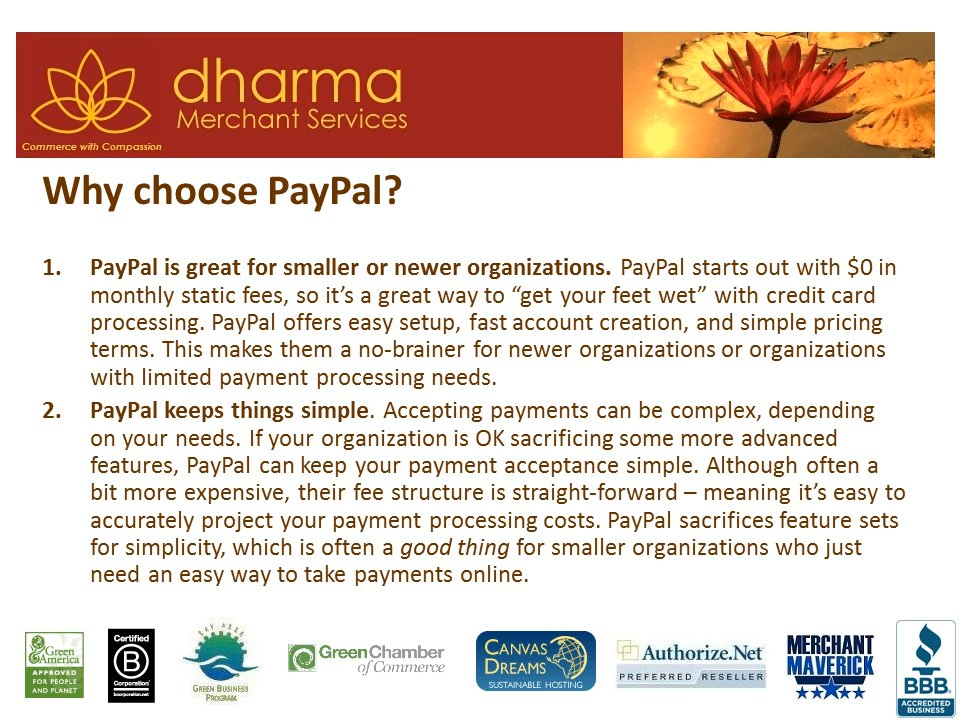 dharma
Merchant Services
Commerce with Compassion
Why choose PayPal?
1. PayPal is great for smaller or newer organizations. PayPal starts out with $0 in
monthly static fees, so it’s a great way to “get your feet wet” with credit card
processing. PayPal offers easy setup, fast account creation, and simple pricing
terms. This makes them a no-brainer for newer organizations or organizations
with limited payment processing needs.
2. PayPal keeps things simple. Accepting payments can be complex, depending
on your needs. If your organization is OK sacrificing some more advanced
features, PayPal can keep your payment acceptance simple. Although often a
bit more expensive, their fee structure is straight-forward – meaning it’s easy to
accurately project your payment processing costs. PayPal sacrifices feature sets
for simplicity, which is often a good thing for smaller organizations who just
need an easy way to take payments online.
Green
America
APPROVED
FOR PEOPLE
AND PLANET
Certified
B
Corporation
bcorporation.net
BAY AREA
GREEN BUSINESS
PROGRAM
GreenChamber
of Commerce
CANVAS
DREAMS
SUSTAINABLE HOSTING
Authorize.Net
PREFERRED RESELLER
MERCHANT
MAVERICK
BBB.
ACCREDITED
BUSINESS